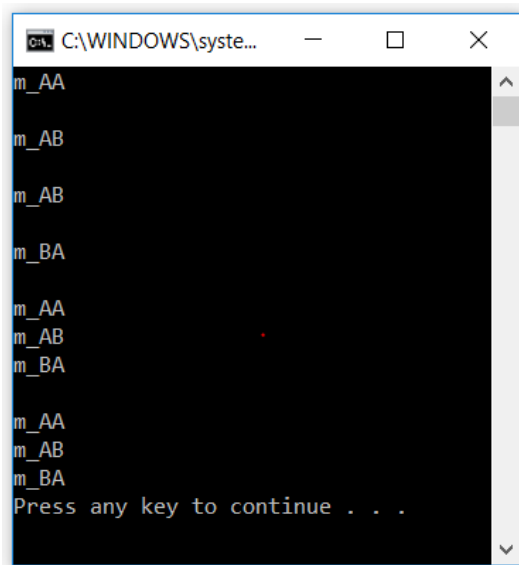 C:\WINDOWS\syste...
m_AA
m_AB
m_AB
m_BA
m_AA
m_AB
m_BA
m_AA
m_AB
m_BA
Press any key to continue . . .